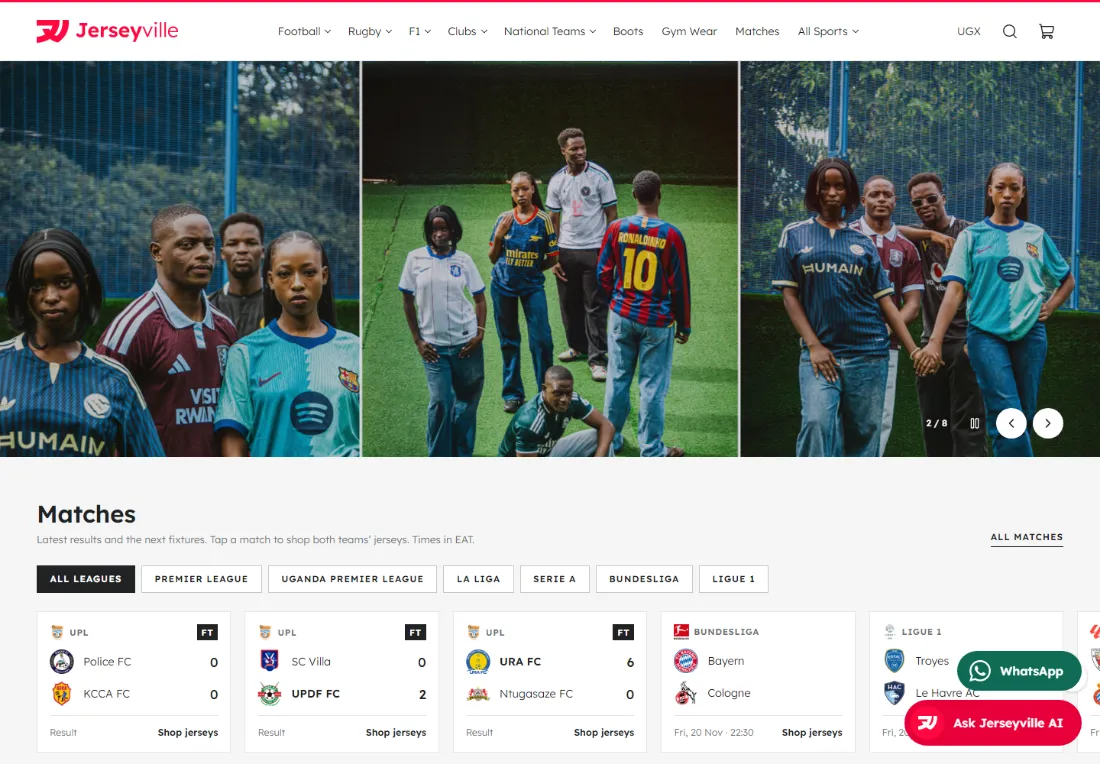 Jerseyville
Football Rugby F1 Clubs National Teams Boots Gym Wear Matches All Sports UGX
HUMAIN
VISIT
RWAN
Emirates
FLY BETTER
RONALDINHO
10
HUMAIN
2 / 8
Matches
Latest results and the next fixtures. Tap a match to shop both teams' jerseys. Times in EAT.
ALL MATCHES
ALL LEAGUES PREMIER LEAGUE UGANDA PREMIER LEAGUE LA LIGA SERIE A BUNDESLIGA LIGUE 1
UPL FT
Police FC 0
KCCA FC 0
Result Shop jerseys
UPL FT
SC Villa 0
UPDF FC 2
Result Shop jerseys
UPL FT
URA FC 6
Ntugasaze FC 0
Result Shop jerseys
BUNDESLIGA
Bayern
Cologne
Fri, 20 Nov · 22:30 Shop jerseys
LIGUE 1
Troyes
Le Havre AC
Fri, 20
WhatsApp
Ask Jerseyville AI